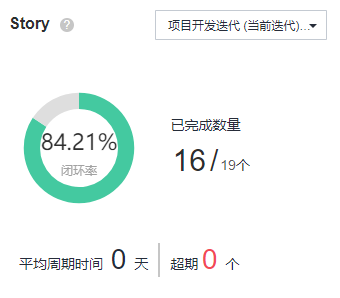 Story ?
项目开发迭代 (当前迭代)...
84.21%
闭环率
已完成数量
16/19个
平均周期时间 0 天
超期 0 个